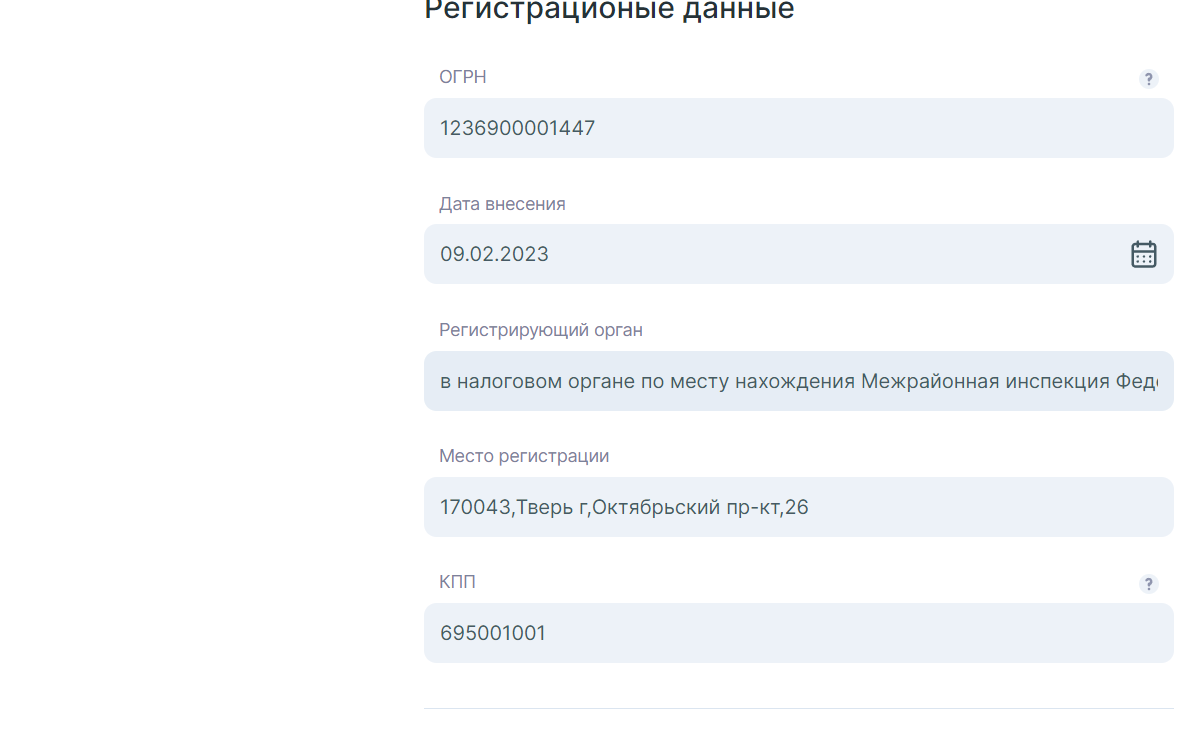 Регистрационые данные
ОГРН
?
1236900001447
Дата внесения
09.02.2023
Регистрирующий орган
в налоговом органе по месту нахождения Межрайонная инспекция Фед
Место регистрации
170043,Тверь г,Октябрьский пр-кт,26
КПП
?
695001001